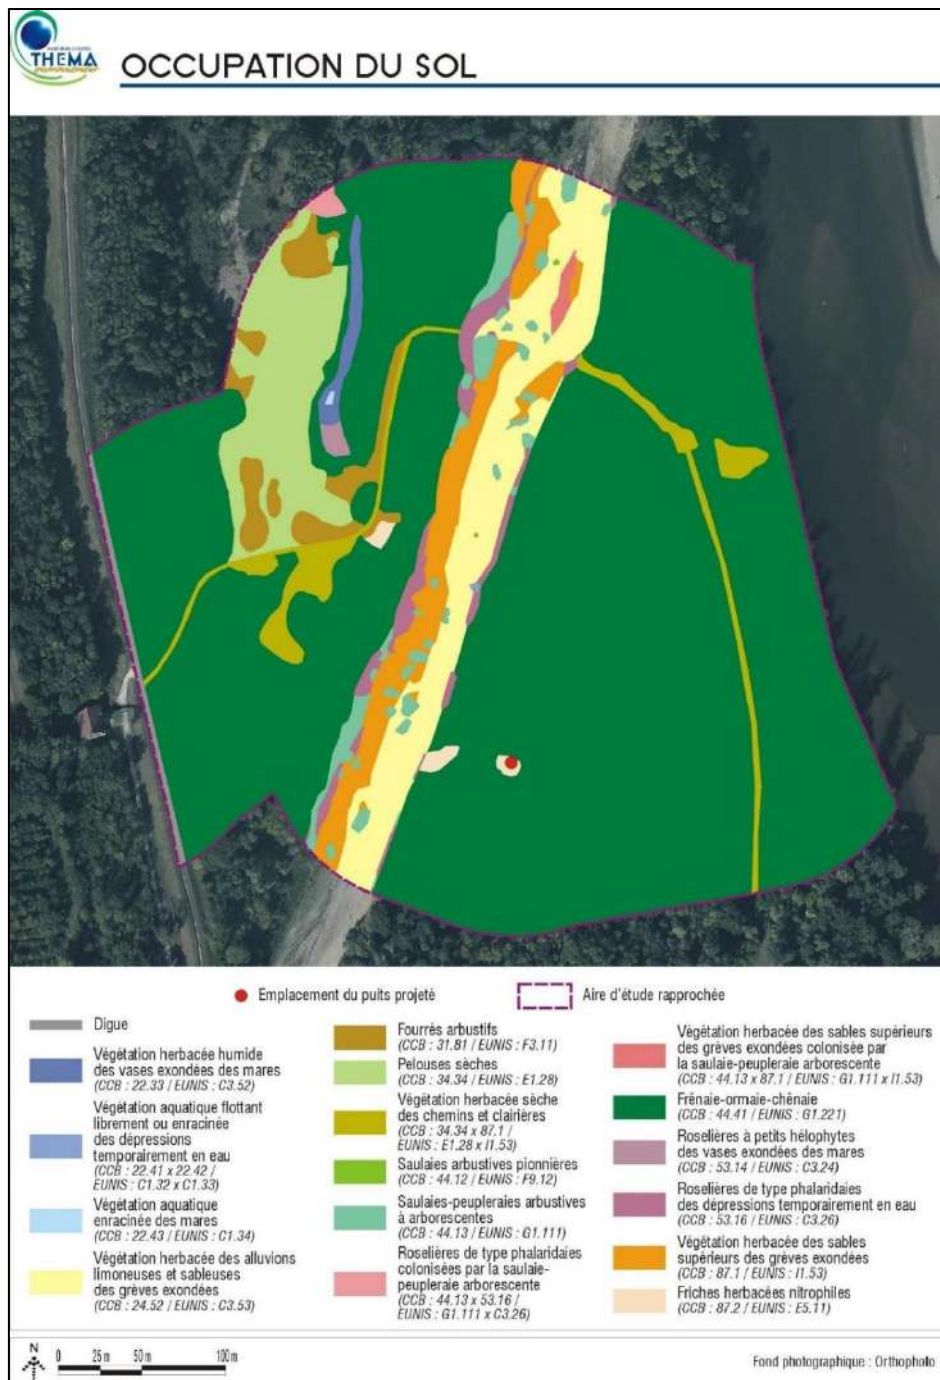 THEMA
OCCUPATION DU SOL
Emplacement du puits projeté
Aire d'étude rapprochée
Digue
Végétation herbacée humide
des vases exondées des mares
(CCB : 22.33 / EUNIS : C3.52)
Végétation aquatique flottant
librement ou enracinée
des dépressions
temporairement en eau
(CCB : 22.41 x 22.42 /
EUNIS : C1.32 x C1.33)
Végétation aquatique
enracinée des mares
(CCB : 22.43 / EUNIS : C1.34)
Végétation herbacée des alluvions
limoneuses et sableuses
des grèves exondées
(CCB : 24.52 / EUNIS : C3.53)
Fourrés arbustifs
(CCB : 31.81 / EUNIS : F3.11)
Pelouses sèches
(CCB : 34.34 / EUNIS : E1.28)
Végétation herbacée sèche
des chemins et clairières
(CCB : 34.34 x 87.1 /
EUNIS : E1.28 x I1.53)
Saulaies arbustives pionnières
(CCB : 44.12 / EUNIS : F9.12)
Saulaies-peupleraies arbustives
à arborescentes
(CCB : 44.13 / EUNIS : G1.111)
Roselières de type phalaridaies
colonisées par la saulaie-
peupleraie arborescente
(CCB : 44.13 x 53.16 /
EUNIS : G1.111 x C3.26)
Végétation herbacée des sables supérieurs
des grèves exondées colonisée par
la saulaie-peupleraie arborescente
(CCB : 44.13 x 87.1 / EUNIS : G1.111 x I1.53)
Frênaie-ormaie-chênaie
(CCB : 44.41 / EUNIS : G1.221)
Roselières à petits hélophytes
des vases exondées des mares
(CCB : 53.14 / EUNIS : C3.24)
Roselières de type phalaridaies
des dépressions temporairement en eau
(CCB : 53.16 / EUNIS : C3.26)
Végétation herbacée des sables
supérieurs des grèves exondées
(CCB : 87.1 / EUNIS : I1.53)
Friches herbacées nitrophiles
(CCB : 87.2 / EUNIS : E5.11)
N
0 25 m 50 m 100 m
Fond photographique : Orthophoto